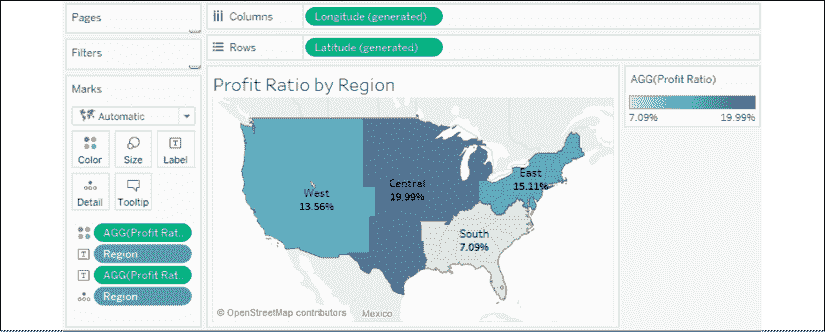 Pages
Columns
Longitude (generated)
Rows
Latitude (generated)
Filters
Marks
Automatic
Color
Size
Label
Detail
Tooltip
AGG(Profit Rat..
Region
AGG(Profit Rat..
Region
Profit Ratio by Region
West
13.56%
Central
19.99%
East
15.11%
South
7.09%
© OpenStreetMap contributors
Mexico
AGG(Profit Ratio)
7.09%
19.99%